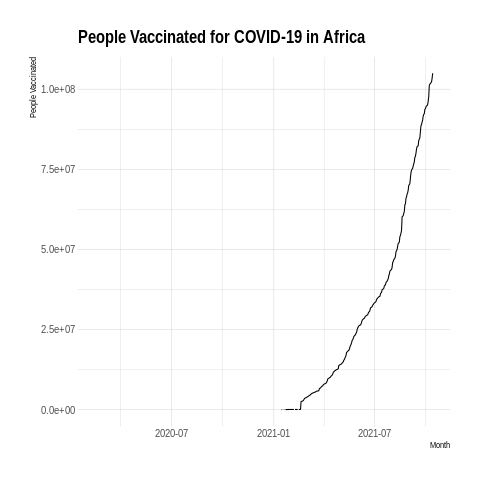 People Vaccinated for COVID-19 in Africa
People Vaccinated
1.0e+08
7.5e+07
5.0e+07
2.5e+07
0.0e+00
2020-07
2021-01
2021-07
Month